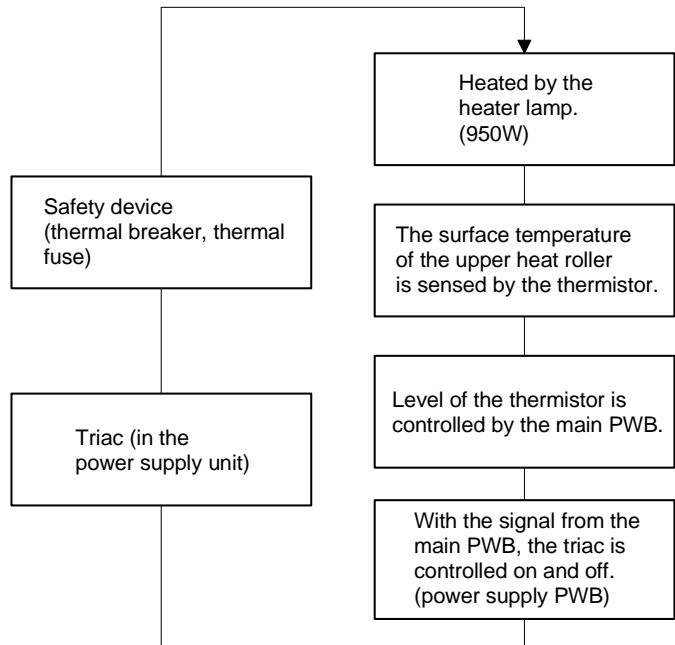 Heated by the
heater lamp.
(950W)
Safety device
(thermal breaker, thermal
fuse)
The surface temperature
of the upper heat roller
is sensed by the thermistor.
Level of the thermistor is
controlled by the main PWB.
Triac (in the
power supply unit)
With the signal from the
main PWB, the triac is
controlled on and off.
(power supply PWB)